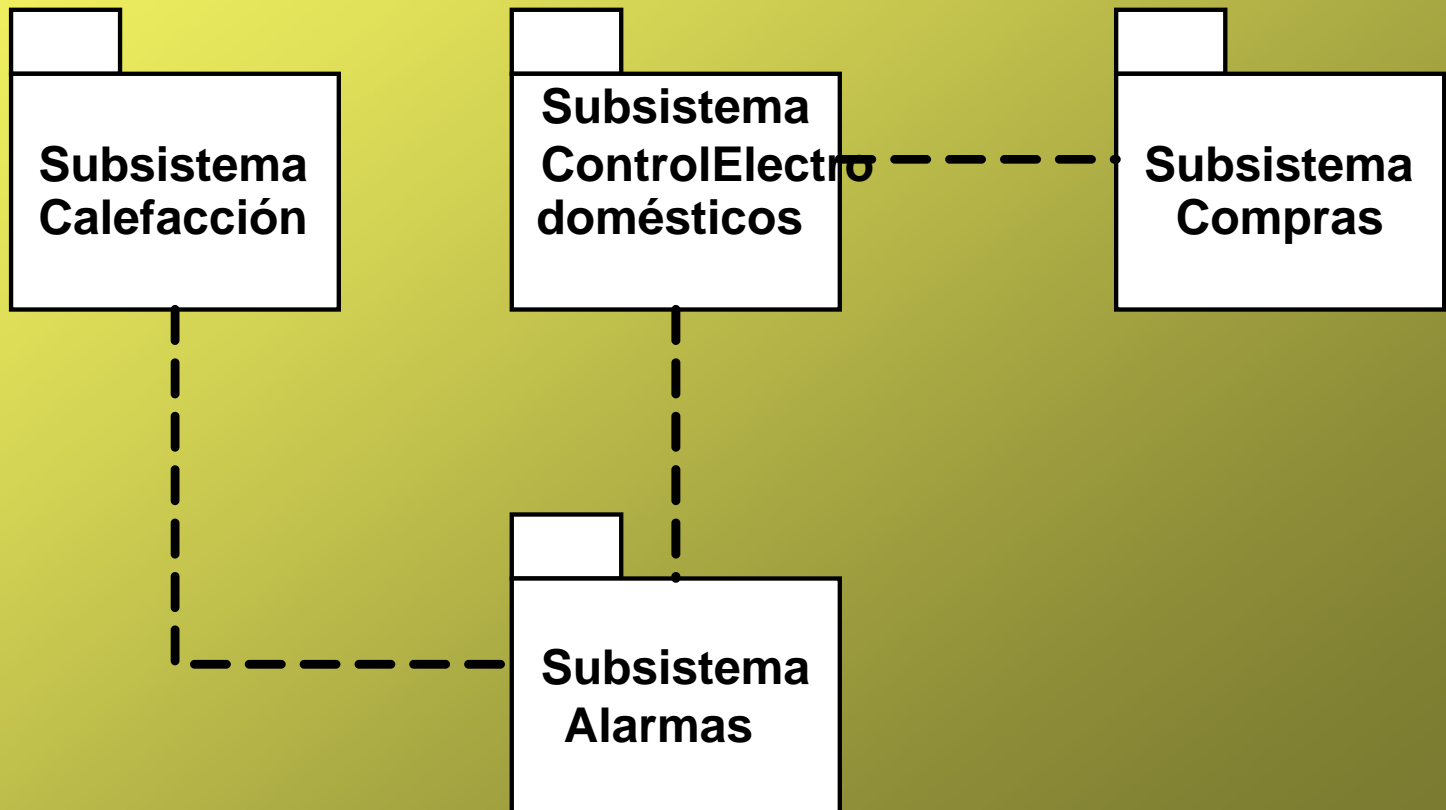 Subsistema
Calefacción
Subsistema
ControlElectro
domésticos
Subsistema
Compras
Subsistema
Alarmas